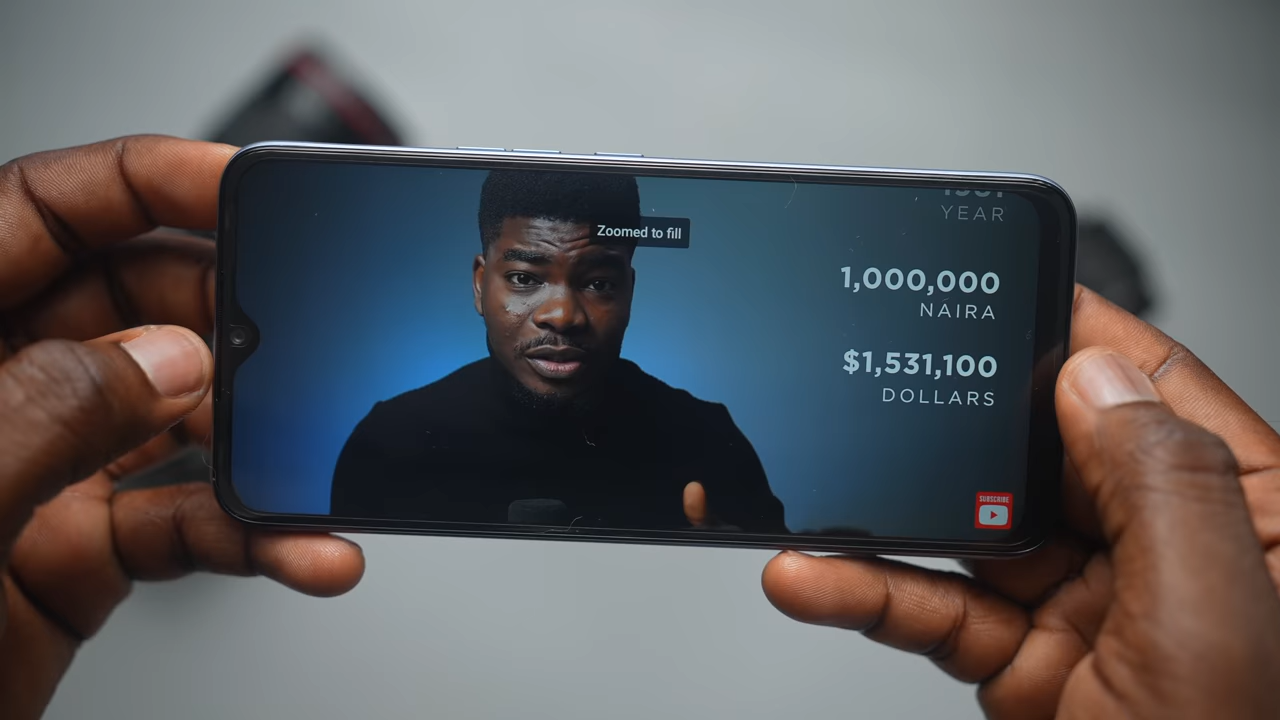 Zoomed to fill
YEAR
1,000,000
NAIRA
$1,531,100
DOLLARS
SUBSCRIBE